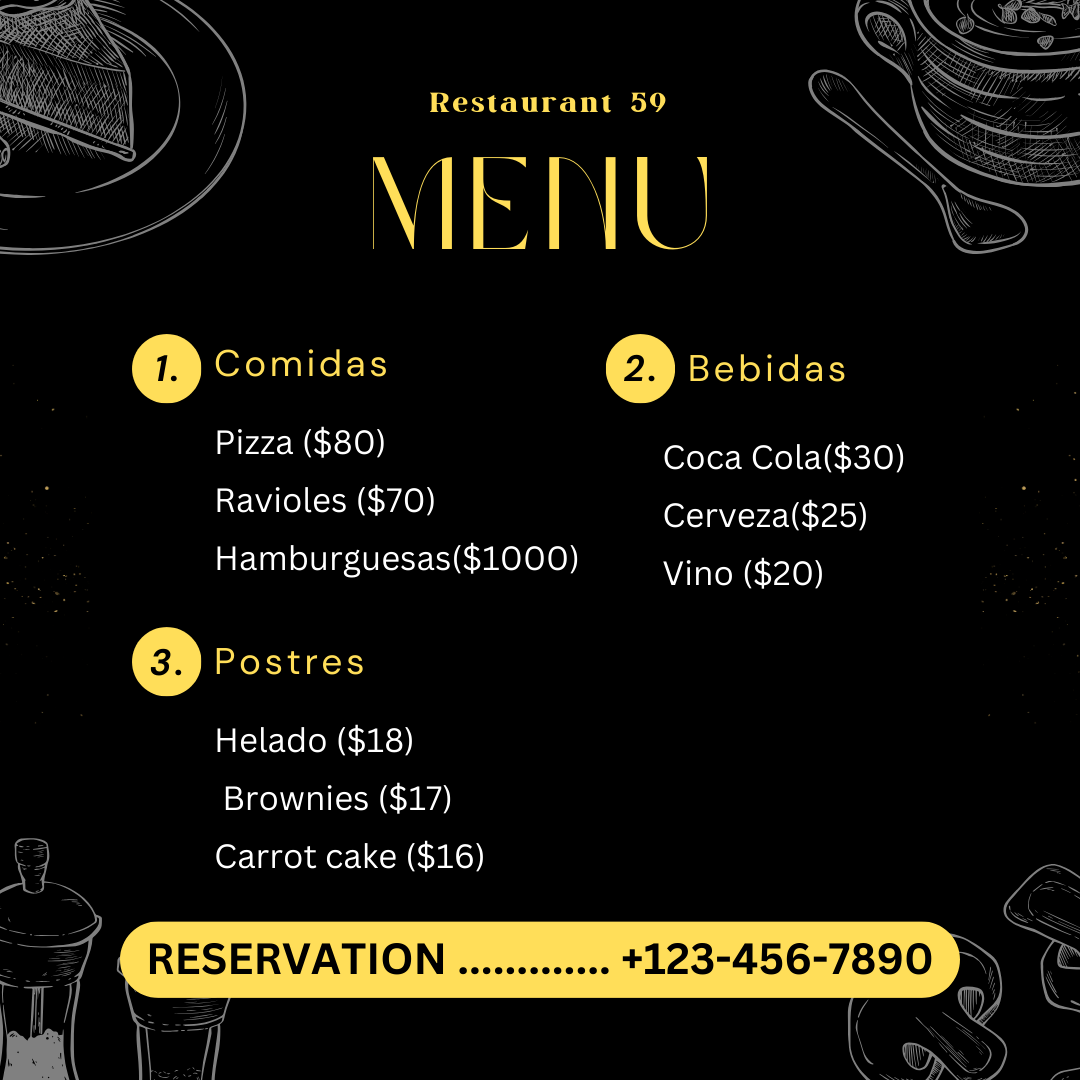 Restaurant 59
MENU
1. Comidas
Pizza ($80)
Ravioles ($70)
Hamburguesas($1000)
2. Bebidas
Coca Cola($30)
Cerveza($25)
Vino ($20)
3. Postres
Helado ($18)
Brownies ($17)
Carrot cake ($16)
RESERVATION ............. +123-456-7890